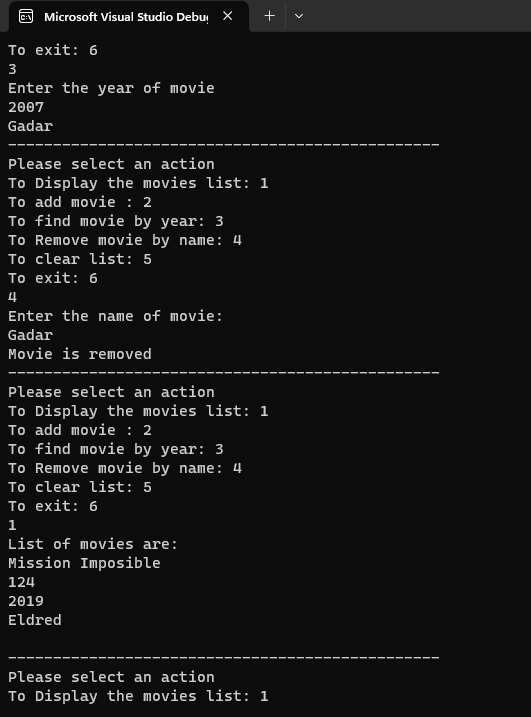 Microsoft Visual Studio Debu
To exit: 6
3
Enter the year of movie
2007
Gadar
------------------------------------------------
Please select an action
To Display the movies list: 1
To add movie : 2
To find movie by year: 3
To Remove movie by name: 4
To clear list: 5
To exit: 6
4
Enter the name of movie:
Gadar
Movie is removed
------------------------------------------------
Please select an action
To Display the movies list: 1
To add movie : 2
To find movie by year: 3
To Remove movie by name: 4
To clear list: 5
To exit: 6
1
List of movies are:
Mission Imposible
124
2019
Eldred
------------------------------------------------
Please select an action
To Display the movies list: 1